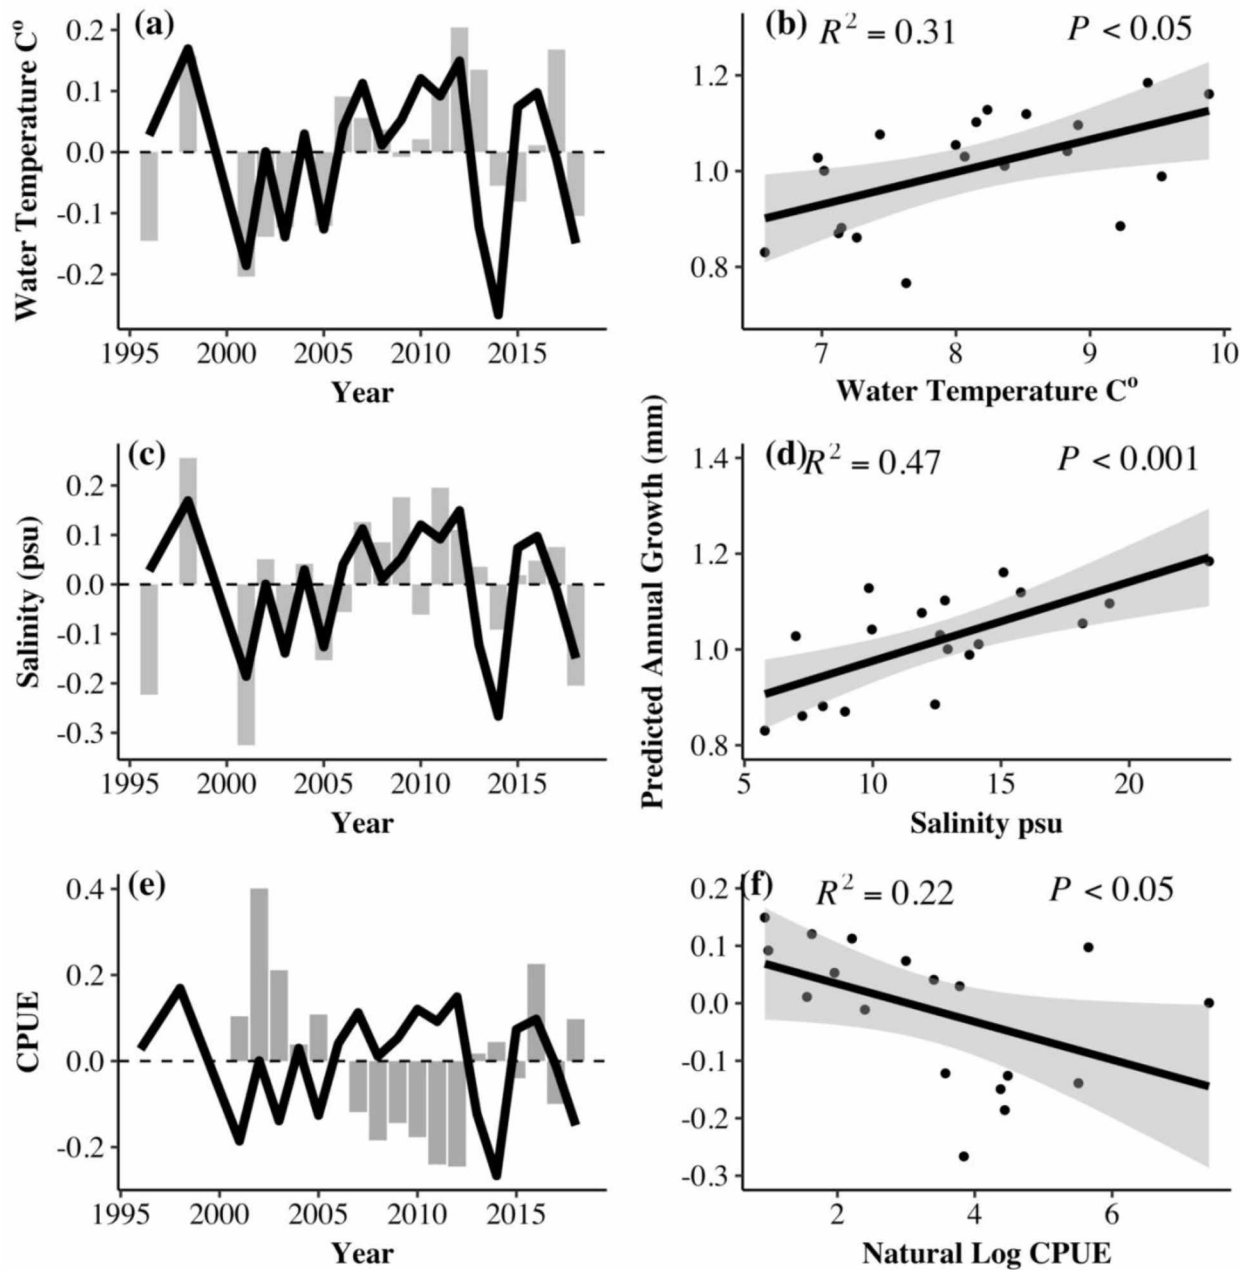 (a)
Water Temperature Cº
0.2
0.1
0.0
-0.1
-0.2
1995 2000 2005 2010 2015
Year
(b) R² = 0.31 P < 0.05
1.2
1.0
0.8
7 8 9 10
Water Temperature Cº
(c)
Salinity (psu)
0.2
0.1
0.0
-0.1
-0.2
-0.3
1995 2000 2005 2010 2015
Year
Predicted Annual Growth (mm)
(d) R² = 0.47 P < 0.001
1.4
1.2
1.0
0.8
5 10 15 20
Salinity psu
(e)
CPUE
0.4
0.2
0.0
-0.2
1995 2000 2005 2010 2015
Year
(f) R² = 0.22 P < 0.05
0.2
0.1
0.0
-0.1
-0.2
-0.3
2 4 6
Natural Log CPUE